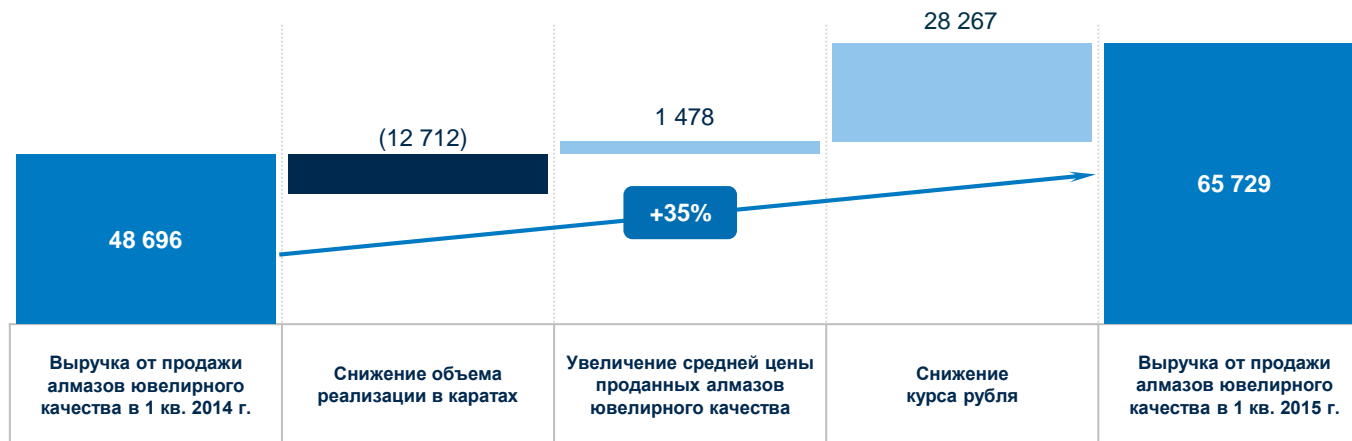 28 267
1 478
(12 712)
+35%
65 729
48 696
Выручка от продажи
алмазов ювелирного
качества в 1 кв. 2014 г.
Снижение объема
реализации в каратах
Увеличение средней цены
проданных алмазов
ювелирного качества
Снижение
курса рубля
Выручка от продажи
алмазов ювелирного
качества в 1 кв. 2015 г.